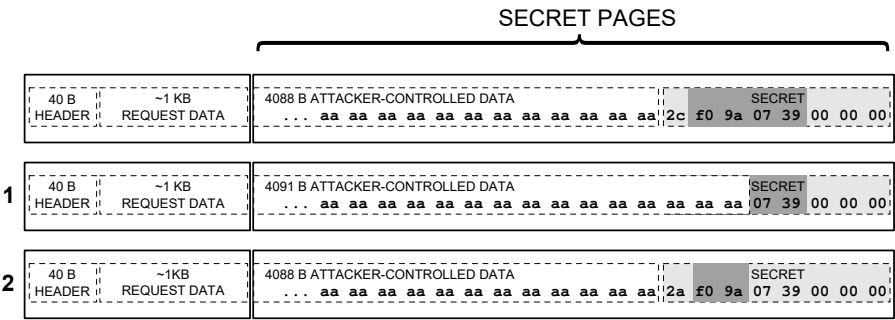 SECRET PAGES
40 B ~1 KB 4088 B ATTACKER-CONTROLLED DATA SECRET
HEADER REQUEST DATA ... aa aa aa aa aa aa aa aa aa aa aa aa aa 2c f0 9a 07 39 00 00 00
1 40 B ~1 KB 4091 B ATTACKER-CONTROLLED DATA SECRET
HEADER REQUEST DATA ... aa aa aa aa aa aa aa aa aa aa aa aa aa aa aa aa 07 39 00 00 00
2 40 B ~1KB 4088 B ATTACKER-CONTROLLED DATA SECRET
HEADER REQUEST DATA ... aa aa aa aa aa aa aa aa aa aa aa aa aa 2a f0 9a 07 39 00 00 00